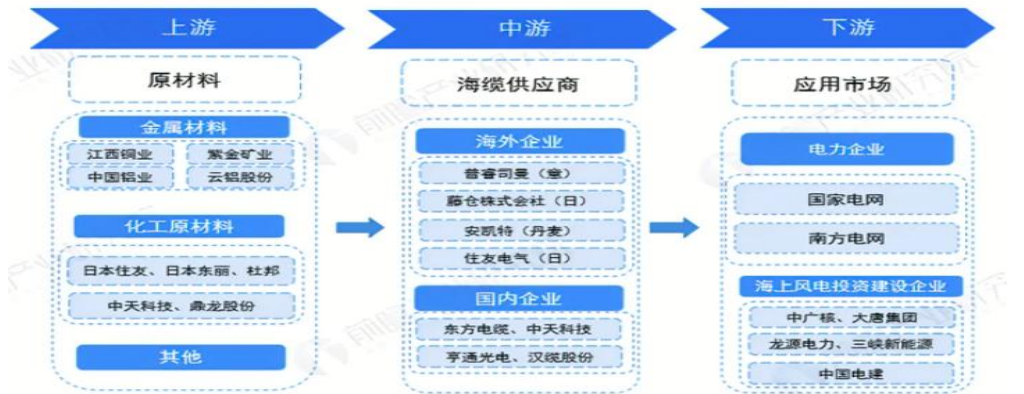 上游
中游
下游
原材料
海缆供应商
应用市场
金属材料
江西铜业
紫金矿业
中国铝业
云铝股份
化工原材料
日本住友、日本东丽、杜邦
中天科技、鼎龙股份
其他
海外企业
普睿司曼（意）
藤仓株式会社（日）
安凯特（丹麦）
住友电气（日）
国内企业
东方电缆、中天科技
亨通光电、汉缆股份
电力企业
国家电网
南方电网
海上风电投资建设企业
中广核、大唐集团
龙源电力、三峡新能源
中国电建